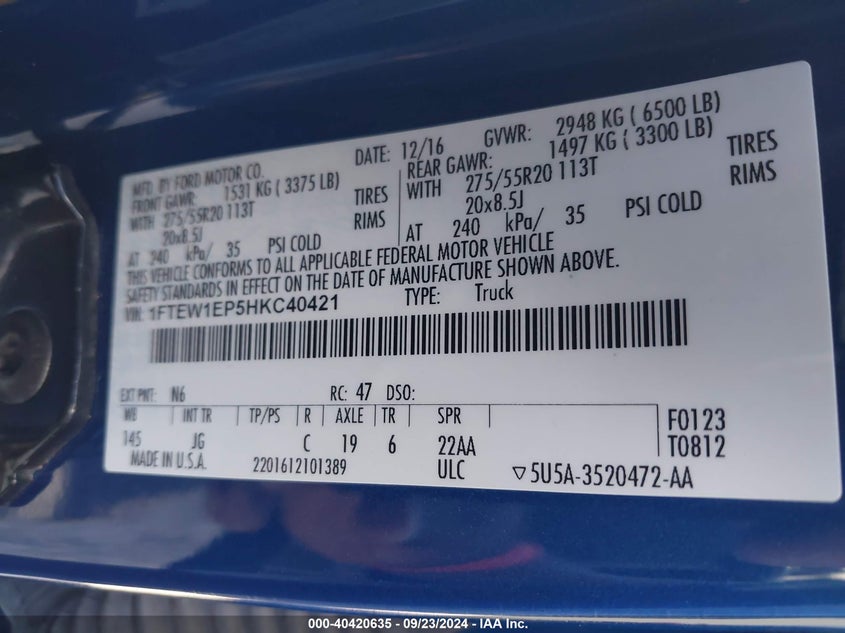 MFD. BY FORD MOTOR CO.
DATE: 12/16
GVWR: 2948 KG ( 6500 LB)
FRONT GAWR: 1531 KG ( 3375 LB)
REAR GAWR: 1497 KG ( 3300 LB)
WITH 275/55R20 113T TIRES
WITH 275/55R20 113T TIRES
20x8.5J RIMS
20x8.5J RIMS
AT 240 kPa/ 35 PSI COLD
AT 240 kPa/ 35 PSI COLD
THIS VEHICLE CONFORMS TO ALL APPLICABLE FEDERAL MOTOR VEHICLE
SAFETY STANDARDS IN EFFECT ON THE DATE OF MANUFACTURE SHOWN ABOVE.
VIN: 1FTEW1EP5HKC40421
TYPE: Truck
EXT PNT: N6 RC: 47 DSO:
WB INT TR TP/PS R AXLE TR SPR
145 JG C 19 6 22AA
F0123
T0812
MADE IN U.S.A. 2201612101389 ULC ▽5U5A-3520472-AA
000-40420635 - 09/23/2024 - IAA Inc.